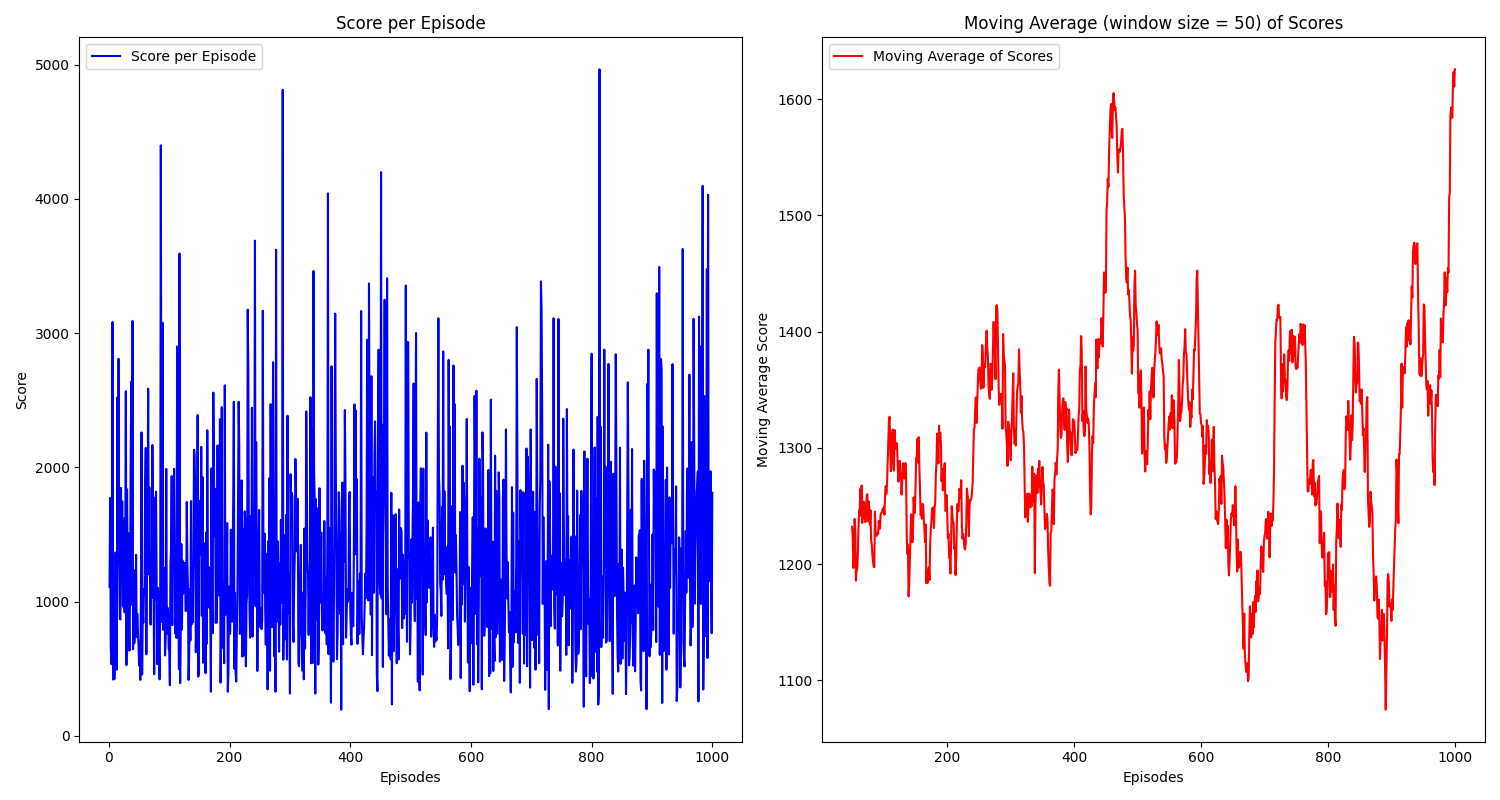 Score per Episode
Score per Episode
5000
4000
3000
2000
1000
0
Score
0
200
400
600
800
1000
Episodes
Moving Average (window size = 50) of Scores
Moving Average of Scores
1600
1500
1400
1300
1200
1100
Moving Average Score
200
400
600
800
1000
Episodes